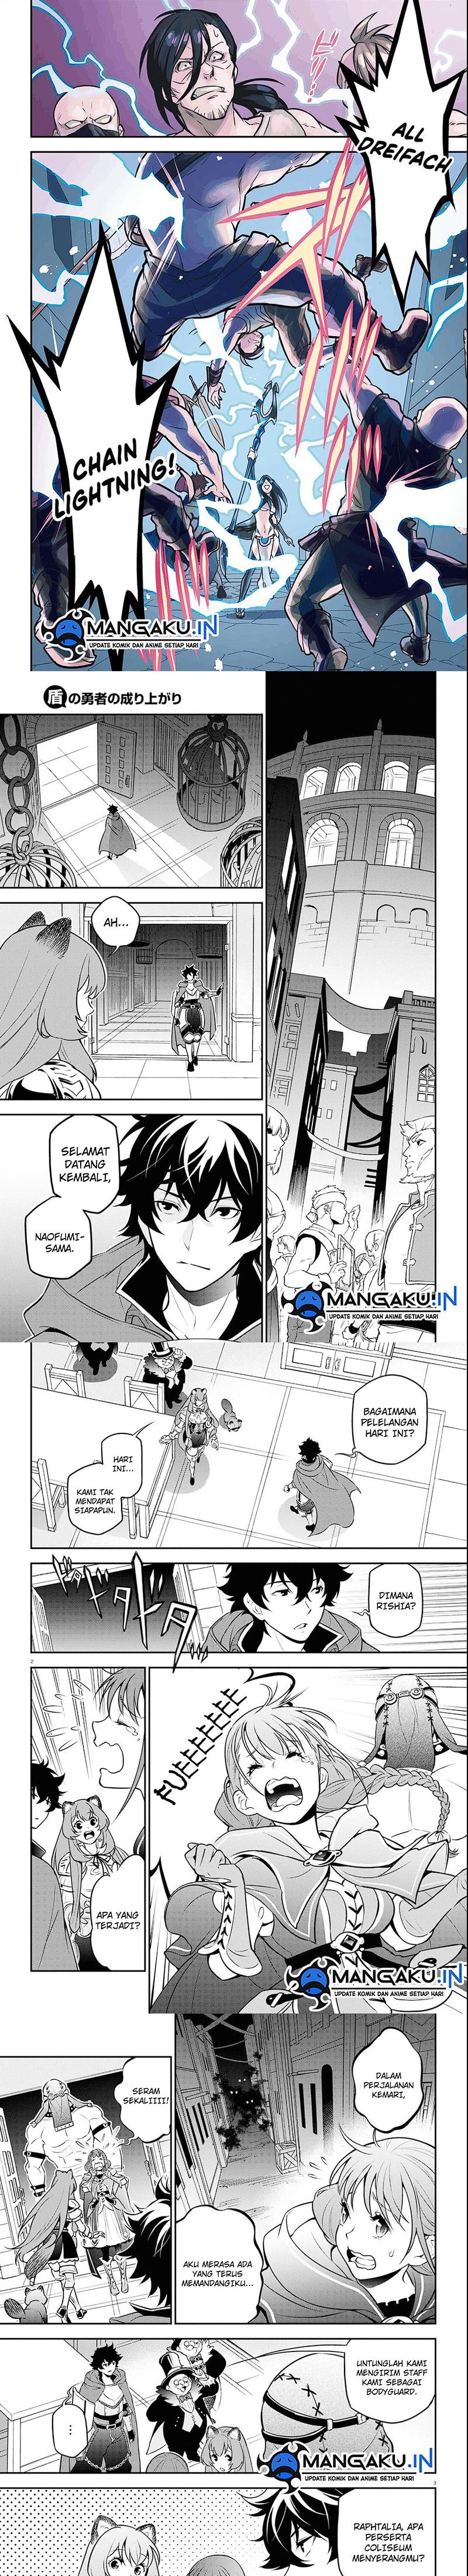 ALL
DREIFACH
CHAIN
LIGHTNING!
MANGAKU.IN
UPDATE KOMIK DAN ANIME SETIAP HARI
盾の勇者の成り上がり
AH...
SELAMAT
DATANG
KEMBALI,
NAOFUMI-
SAMA.
MANGAKU.IN
UPDATE KOMIK DAN ANIME SETIAP HARI
BAGAIMANA
PELELANGAN
HARI INI?
HARI
INI...
KAMI TAK
MENDAPAT
SIAPAPUN.
DIMANA
RISHIA?
2
FUEEEEEEE
APA YANG
TERJADI?
MANGAKU.IN
UPDATE KOMIK DAN ANIME SETIAP HARI
DALAM
PERJALANAN
KEMARI,
SERAM
SEKALIIII!
AKU MERASA ADA
YANG TERUS
MEMANDANGIKU...
UNTUNGLAH KAMI
MENGIRIM STAFF
KAMI SEBAGAI
BODYGUARD.
...
MANGAKU.IN
UPDATE KOMIK DAN ANIME SETIAP HARI
3
RAPHTALIA, APA
PERSERTA
COLISEUM
MENYERANGMU?